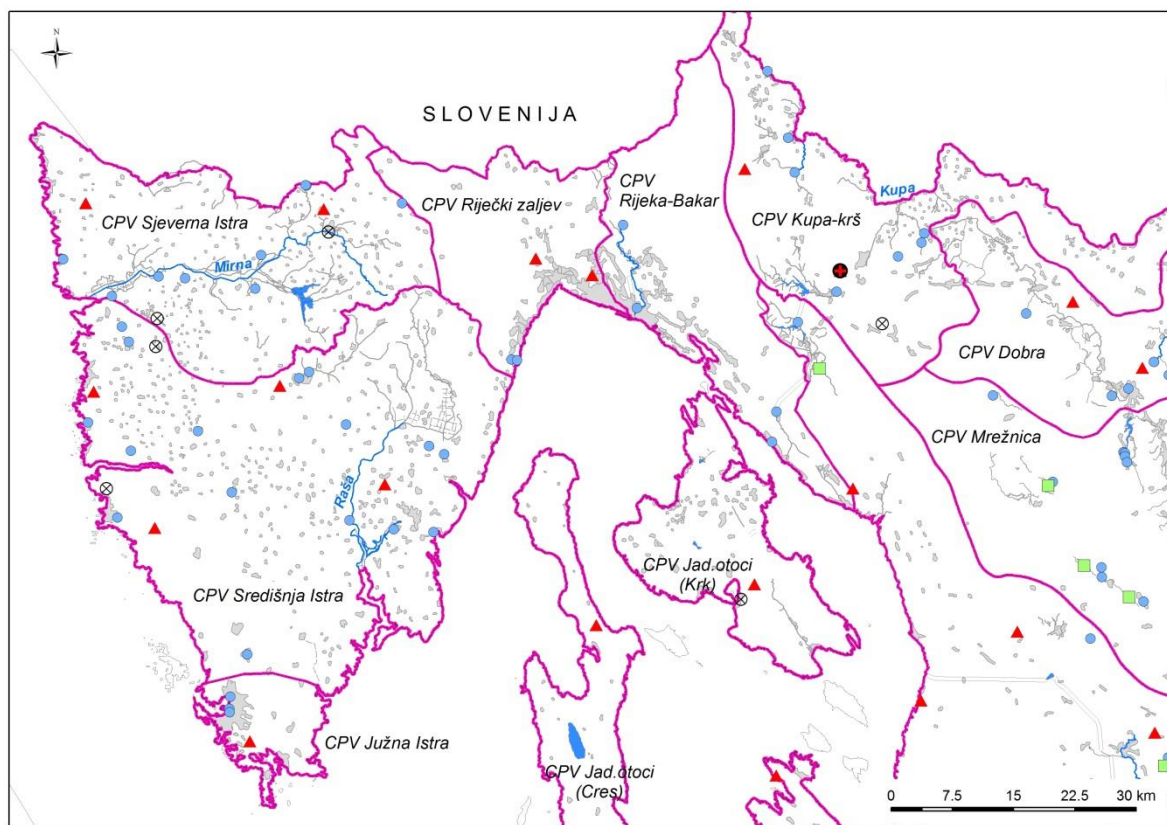 N
SLOVENIJA
CPV
Rijeka-Bakar
CPV Riječki zaljev
Kupa
CPV Kupa-krš
CPV Sjeverna Istra
Mirna
CPV Dobra
CPV Mrežnica
Raša
CPV Jad.otoci
(Krk)
CPV Središnja Istra
CPV Južna Istra
CPV Jad.otoci
(Cres)
0 7.5 15 22.5 30 km